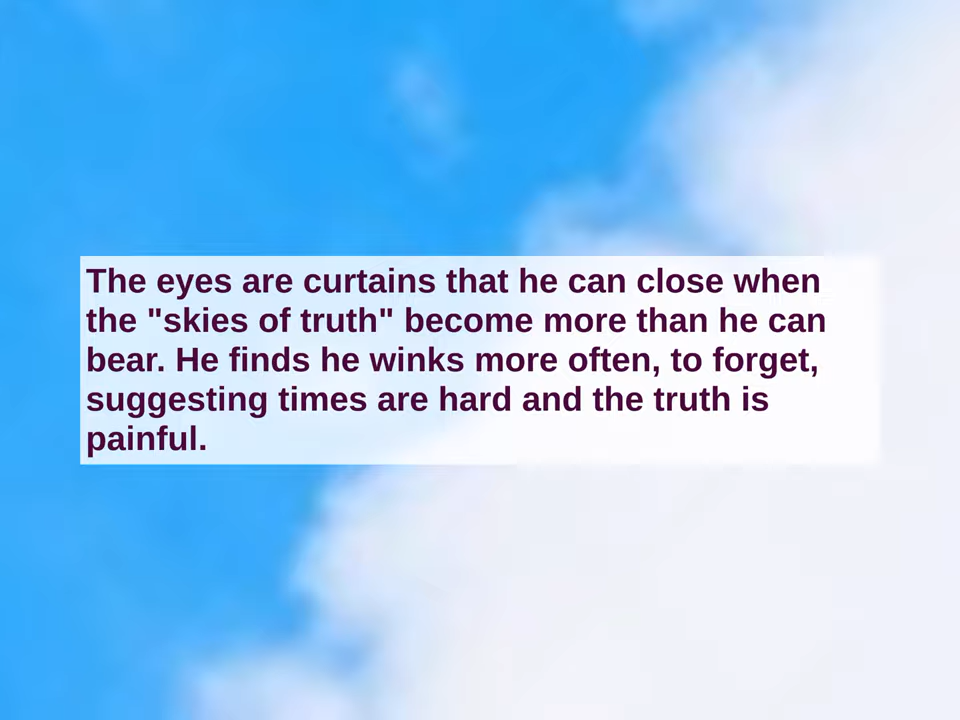 The eyes are curtains that he can close when
the "skies of truth" become more than he can
bear. He finds he winks more often, to forget,
suggesting times are hard and the truth is
painful.